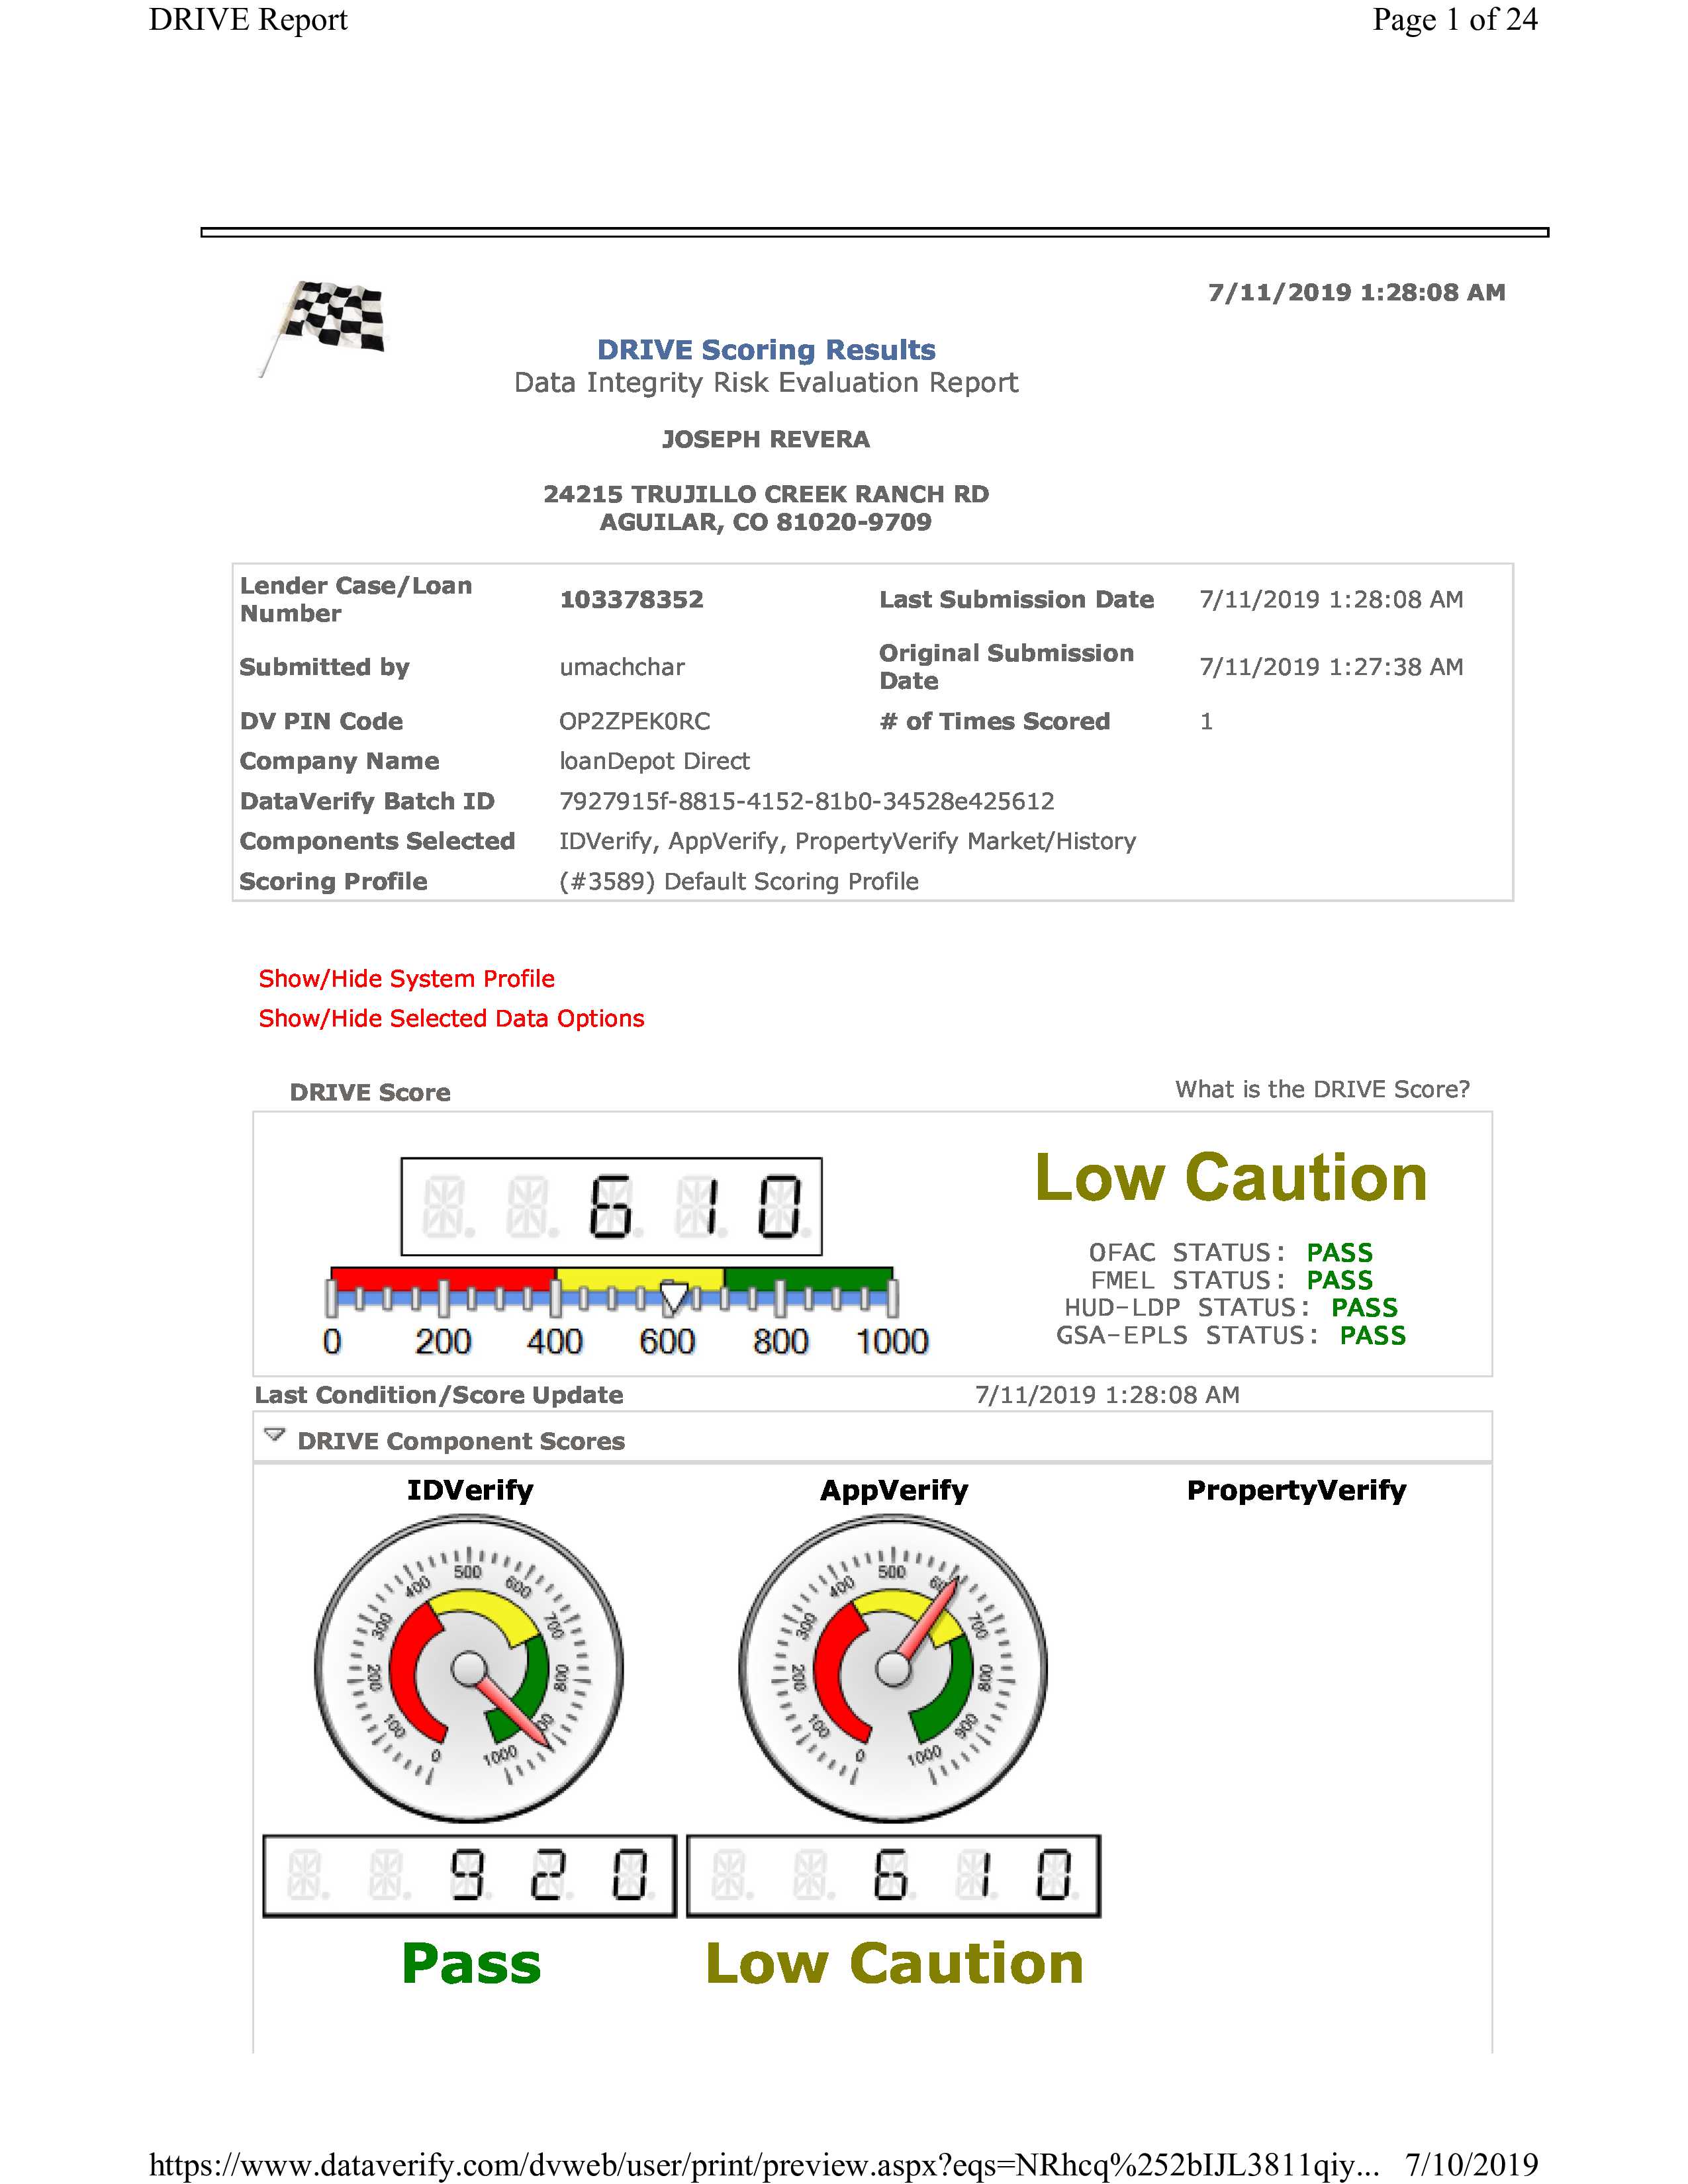 DRIVE Report Page 1 of 24
7/11/2019 1:28:08 AM
DRIVE Scoring Results
Data Integrity Risk Evaluation Report
JOSEPH REVERA
24215 TRUJILLO CREEK RANCH RD
AGUILAR, CO 81020-9709
Lender Case/Loan Number 103378352 Last Submission Date 7/11/2019 1:28:08 AM
Submitted by umachchar Original Submission Date 7/11/2019 1:27:38 AM
DV PIN Code OP2ZPEK0RC # of Times Scored 1
Company Name loanDepot Direct
DataVerify Batch ID 7927915f-8815-4152-81b0-34528e425612
Components Selected IDVerify, AppVerify, PropertyVerify Market/History
Scoring Profile (#3589) Default Scoring Profile
Show/Hide System Profile
Show/Hide Selected Data Options
DRIVE Score What is the DRIVE Score?
610
0 200 400 600 800 1000
Low Caution
OFAC STATUS: PASS
FMEL STATUS: PASS
HUD-LDP STATUS: PASS
GSA-EPLS STATUS: PASS
Last Condition/Score Update 7/11/2019 1:28:08 AM
DRIVE Component Scores
IDVerify AppVerify PropertyVerify
0 100 200 300 400 500 600 700 800 1000
0 100 200 300 400 500 700 800 900 1000
920 610
Pass Low Caution
https://www.dataverify.com/dvweb/user/print/preview.aspx?eqs=NRhcq%252bIJL3811qiy... 7/10/2019